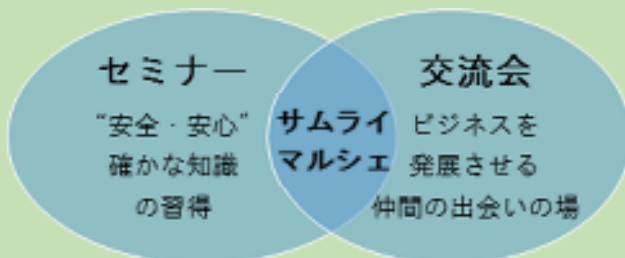 セミナー
“安全・安心”
確かな知識
の習得
サムライ
マルシェ
交流会
ビジネスを
発展させる
仲間の出会いの場